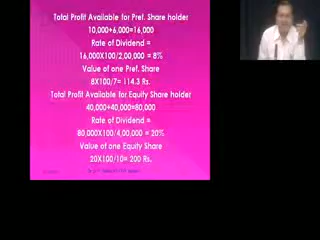 Total Profit Available for Pref. Share holder
10,000+6,000=16,000
Rate of Dividend =
16,000X100/2,00,000 = 8%
Value of one Pref. Share
8X100/7= 114.3 Rs.
Total Profit Available for Equity Share holder
40,000+40,000=80,000
Rate of Dividend =
80,000X100/4,00,000 = 20%
Value of one Equity Share
20X100/10= 200 Rs.